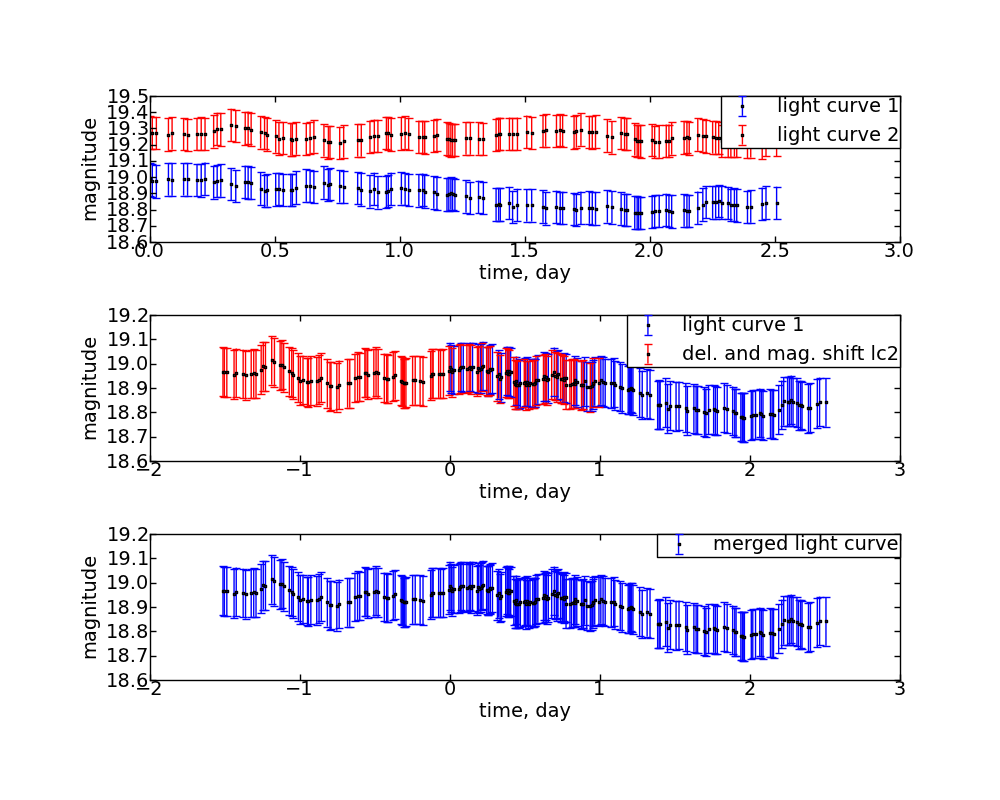 19.5
19.4
19.3
19.2
19.1
19.0
18.9
18.8
18.7
18.6
magnitude
light curve 1
light curve 2
0.0 0.5 1.0 1.5 2.0 2.5 3.0
time, day
19.2
19.1
19.0
18.9
18.8
18.7
18.6
magnitude
light curve 1
del. and mag. shift lc2
−2 −1 0 1 2 3
time, day
19.2
19.1
19.0
18.9
18.8
18.7
18.6
magnitude
merged light curve
−2 −1 0 1 2 3
time, day